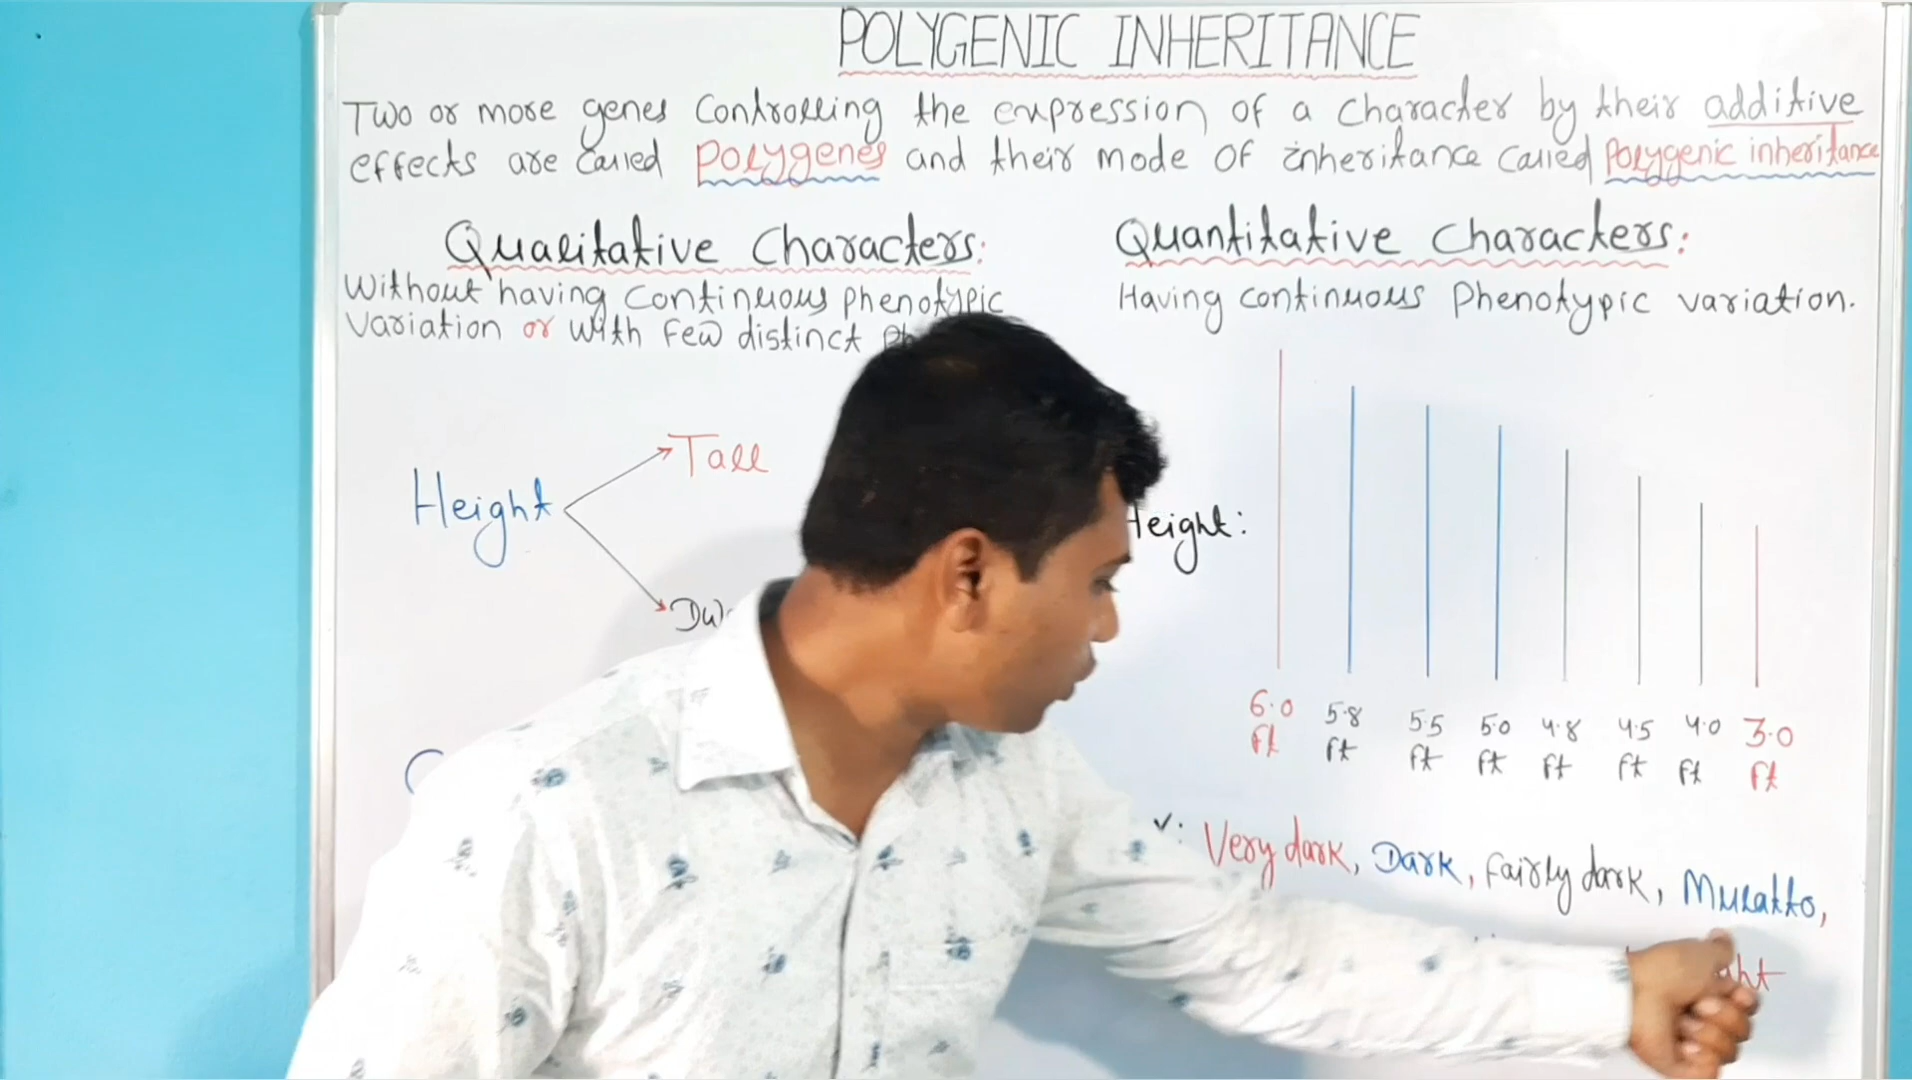 POLYGENIC INHERITANCE
Two or more genes Controlling the expression of a Character by their additive
effects are called Polygenes and their mode of inheritance called Polygenic inheritance
Qualitative Characters:
Without having Continuous phenotypic
Variation or with few distinct
Height
Tall
Quantitative Characters:
Having continuous Phenotypic variation.
Height:
6.0 ft
5.8 ft
5.5 ft
5.0 ft
4.8 ft
4.5 ft
4.0 ft
3.0 ft
Very dark, Dark, Fairly dark, Mulatto,